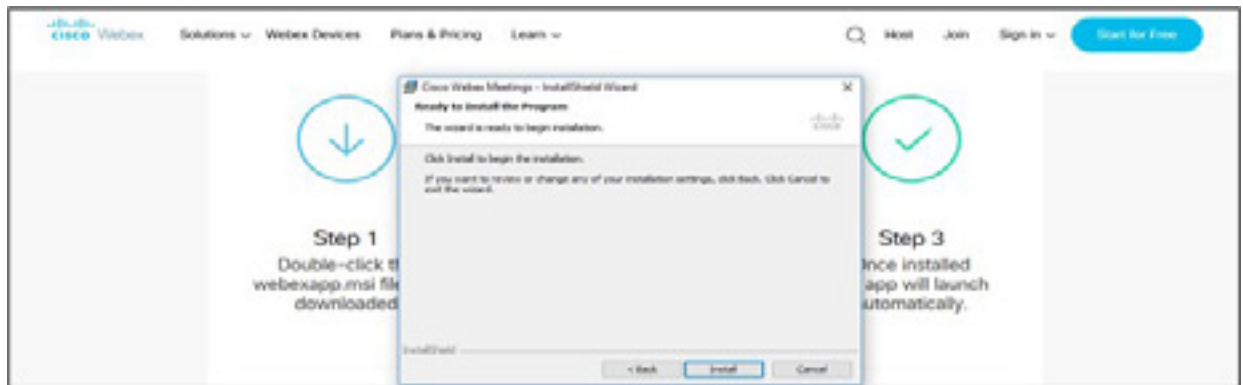 CISCO Webex Solutions Webex Devices Plans & Pricing Learn Host Join Sign in Start for Free
Cisco Webex Meetings - InstallShield Wizard
Ready to Install the Program
The wizard is ready to begin installation.
CISCO
Click Install to begin the installation.
If you want to review or change any of your installation settings, click Back. Click Cancel to
exit the wizard.
Step 1
Double-click th
webexapp.msi file
downloaded
InstallShield
< Back Install Cancel
Step 3
Once installed
app will launch
utomatically.